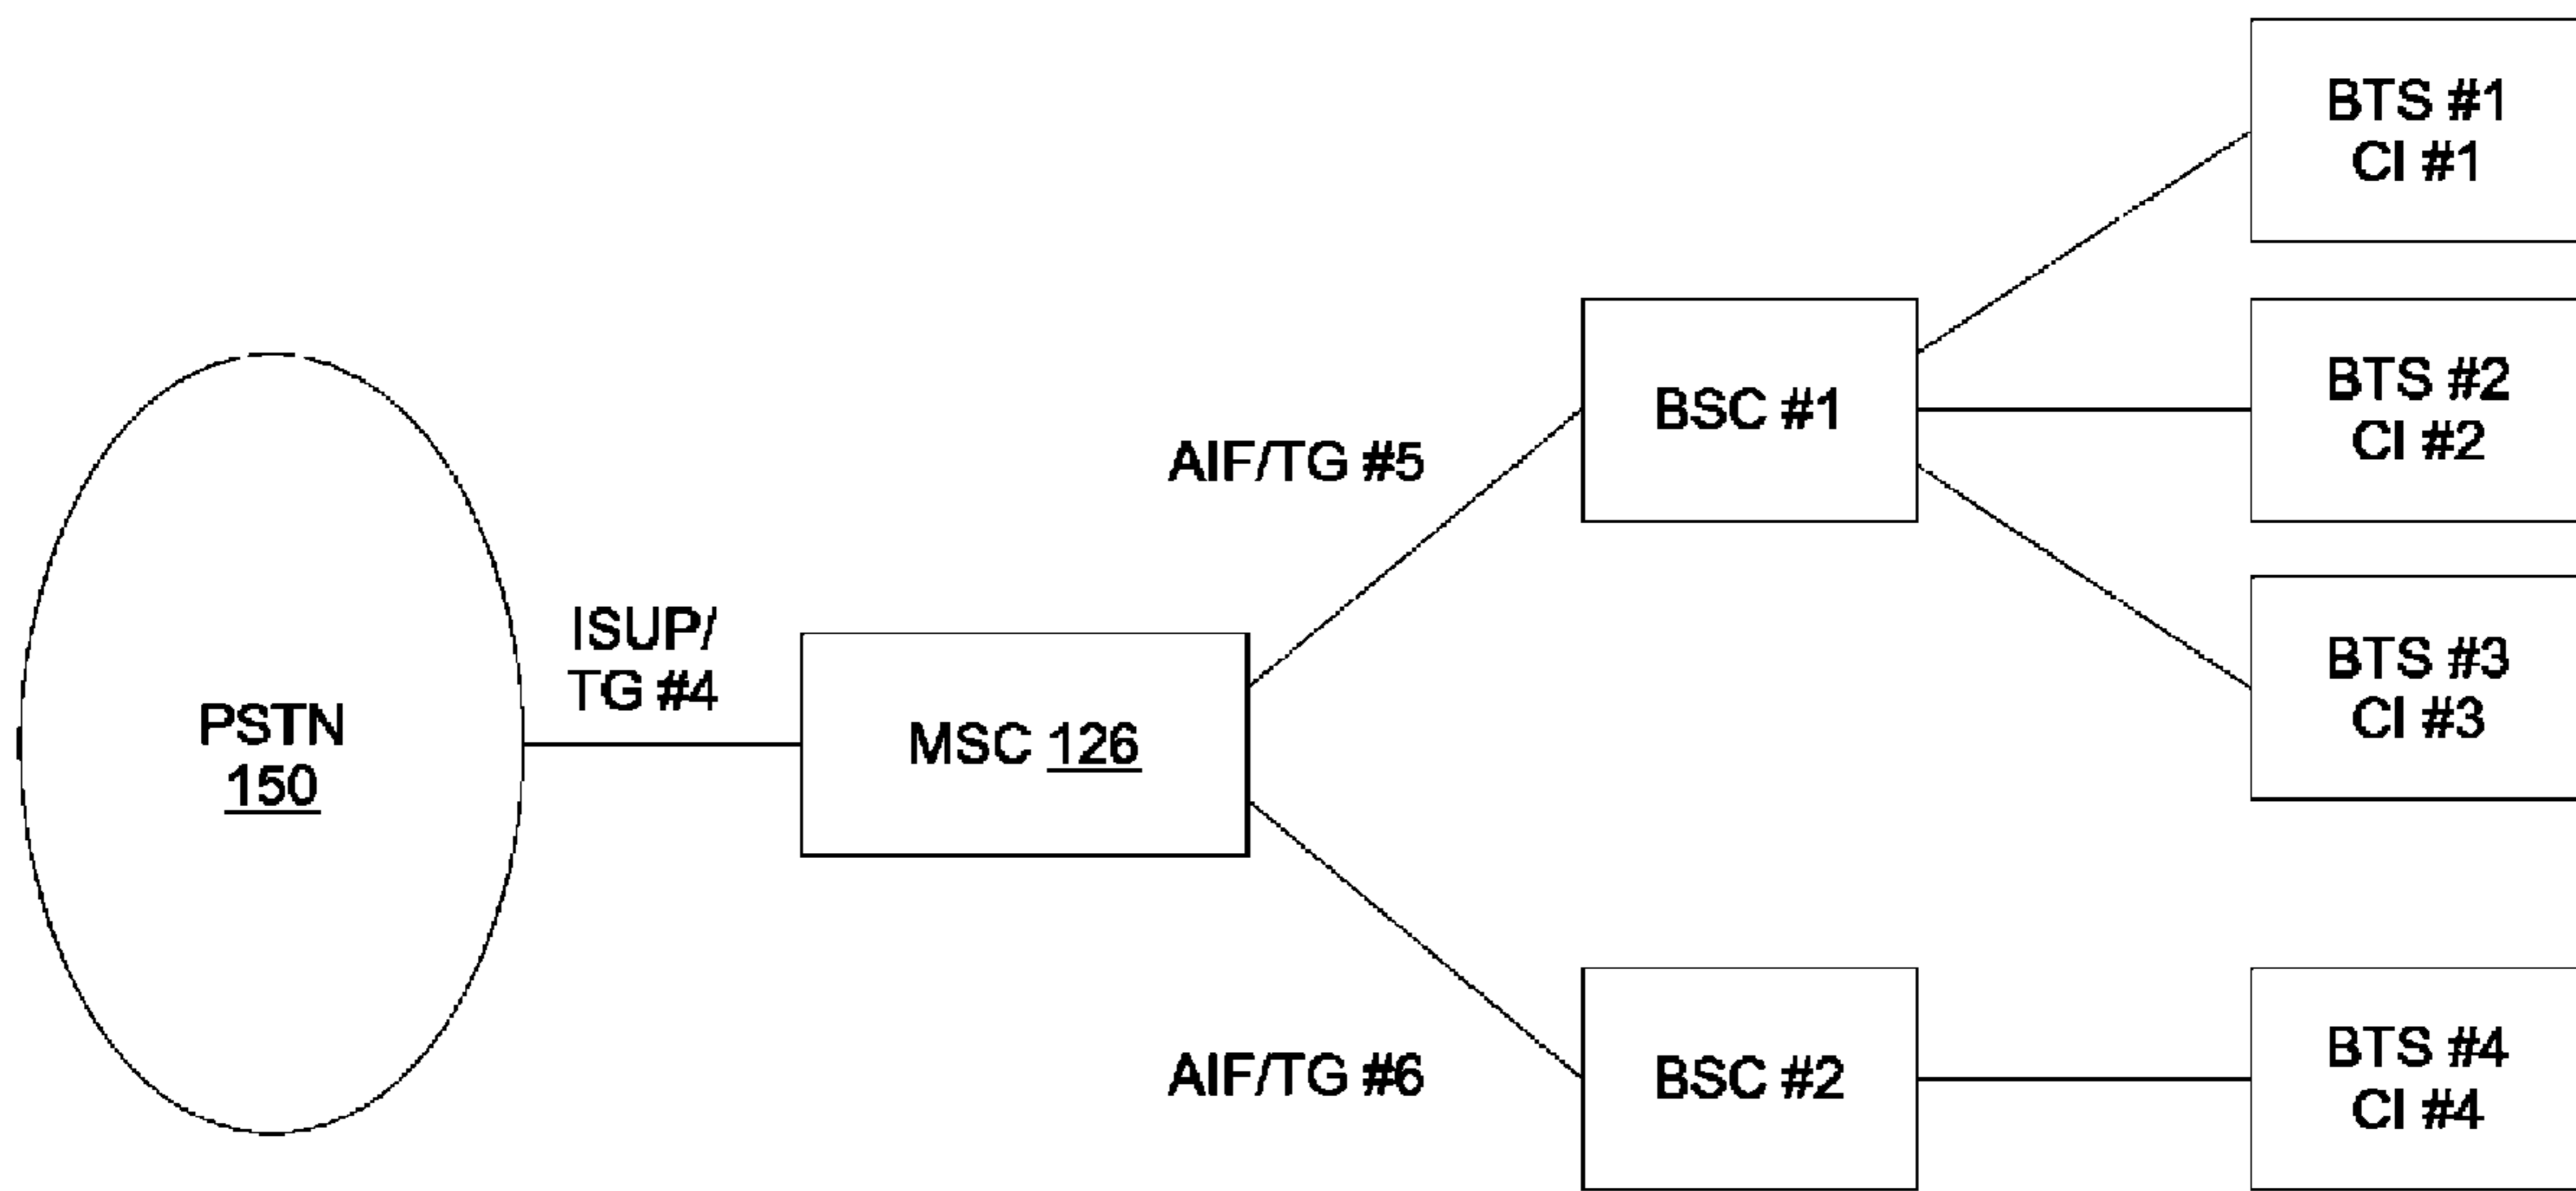 PSTN
150
ISUP/
TG #4
MSC 126
AIF/TG #5
AIF/TG #6
BSC #1
BSC #2
BTS #1
CI #1
BTS #2
CI #2
BTS #3
CI #3
BTS #4
CI #4